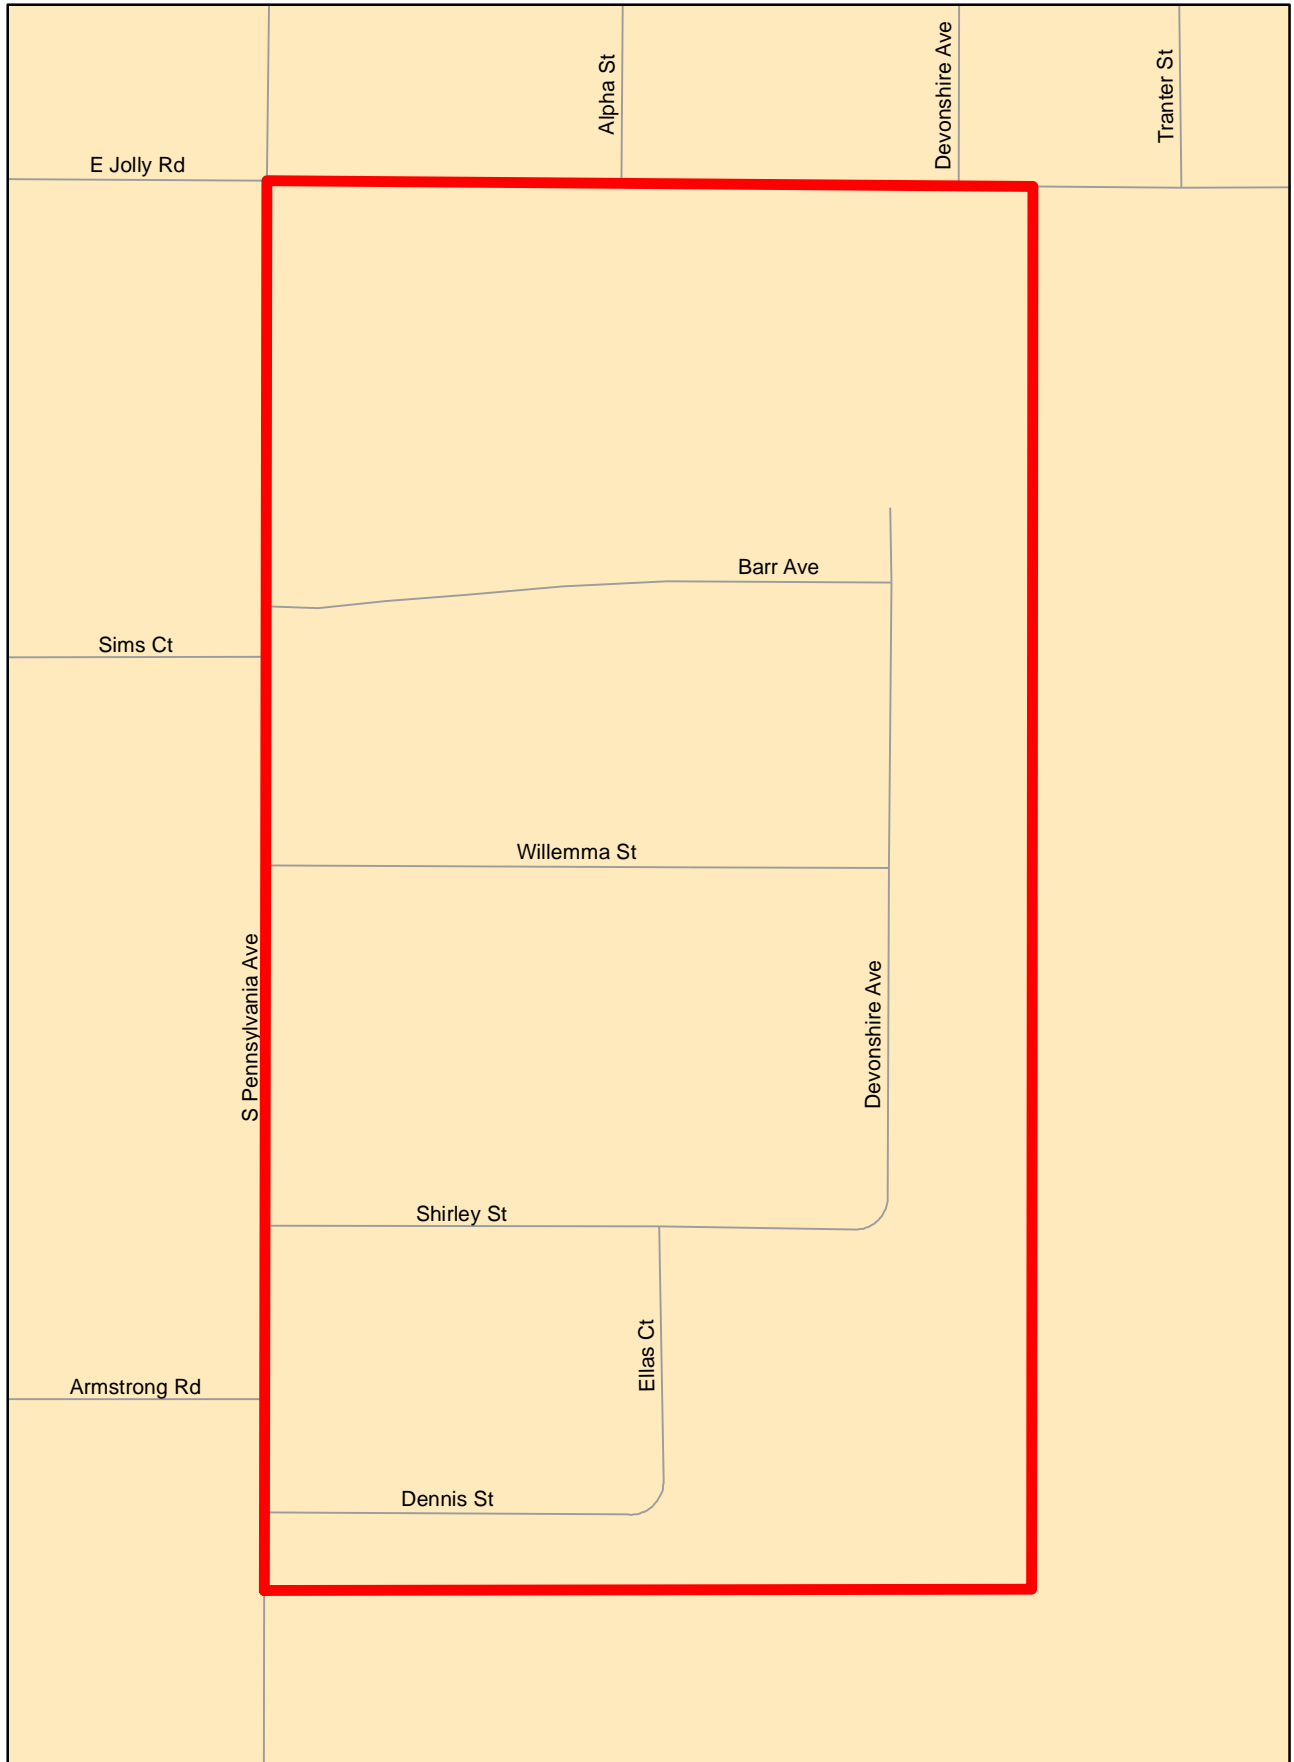 Alpha St
Devonshire Ave
Tranter St
E Jolly Rd
Barr Ave
Sims Ct
Willemma St
S Pennsylvania Ave
Devonshire Ave
Shirley St
Ellas Ct
Armstrong Rd
Dennis St